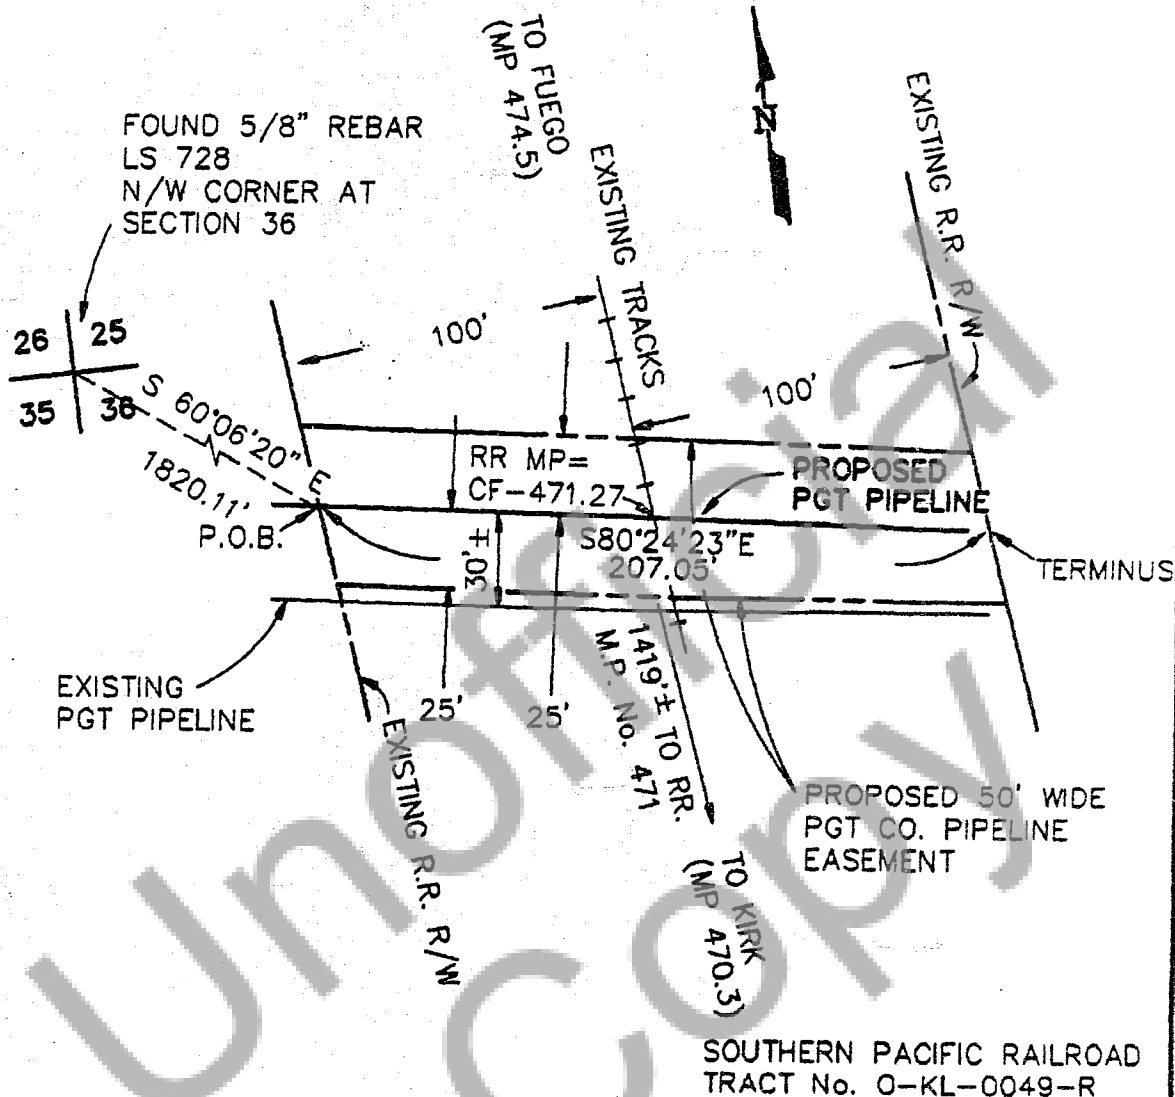 TO FUEGO
(MP 474.5)
N
EXISTING R.R. R/W
FOUND 5/8" REBAR
LS 728
N/W CORNER AT
SECTION 36
EXISTING TRACKS
26 25
35 36
100'
100'
S 60°06'20" E
1820.11'
P.O.B.
RR MP=
CF-471.27
PROPOSED
PGT PIPELINE
S80°24'23"E
207.05'
30'±
TERMINUS
EXISTING
PGT PIPELINE
25'
25'
1419'± TO RR.
M.P. No. 471
EXISTING R.R. R/W
PROPOSED 50' WIDE
PGT CO. PIPELINE
EASEMENT
TO KIRK
(MP 470.3)
SOUTHERN PACIFIC RAILROAD
TRACT No. O-KL-0049-R
Unofficial
Copy